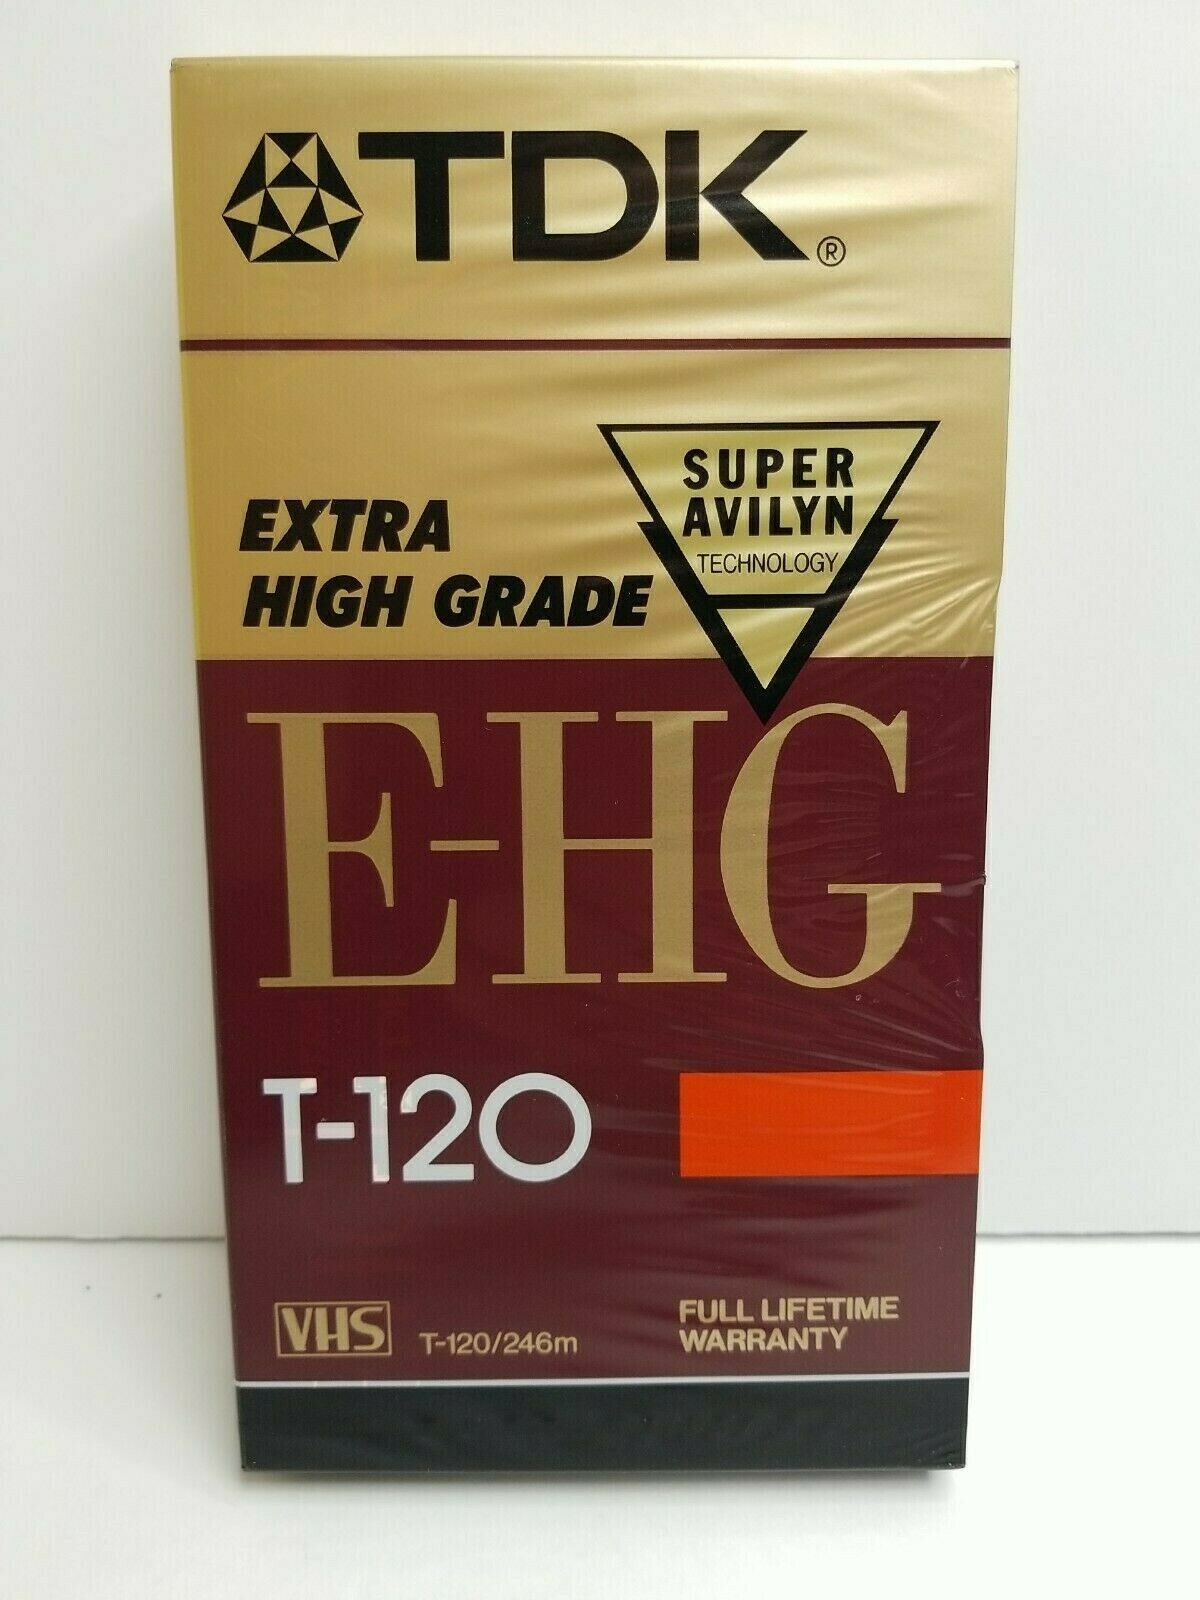 TDK®
SUPER
AVILYN
TECHNOLOGY
EXTRA
HIGH GRADE
E-HG
T-120
VHS
T-120/246m
FULL LIFETIME
WARRANTY